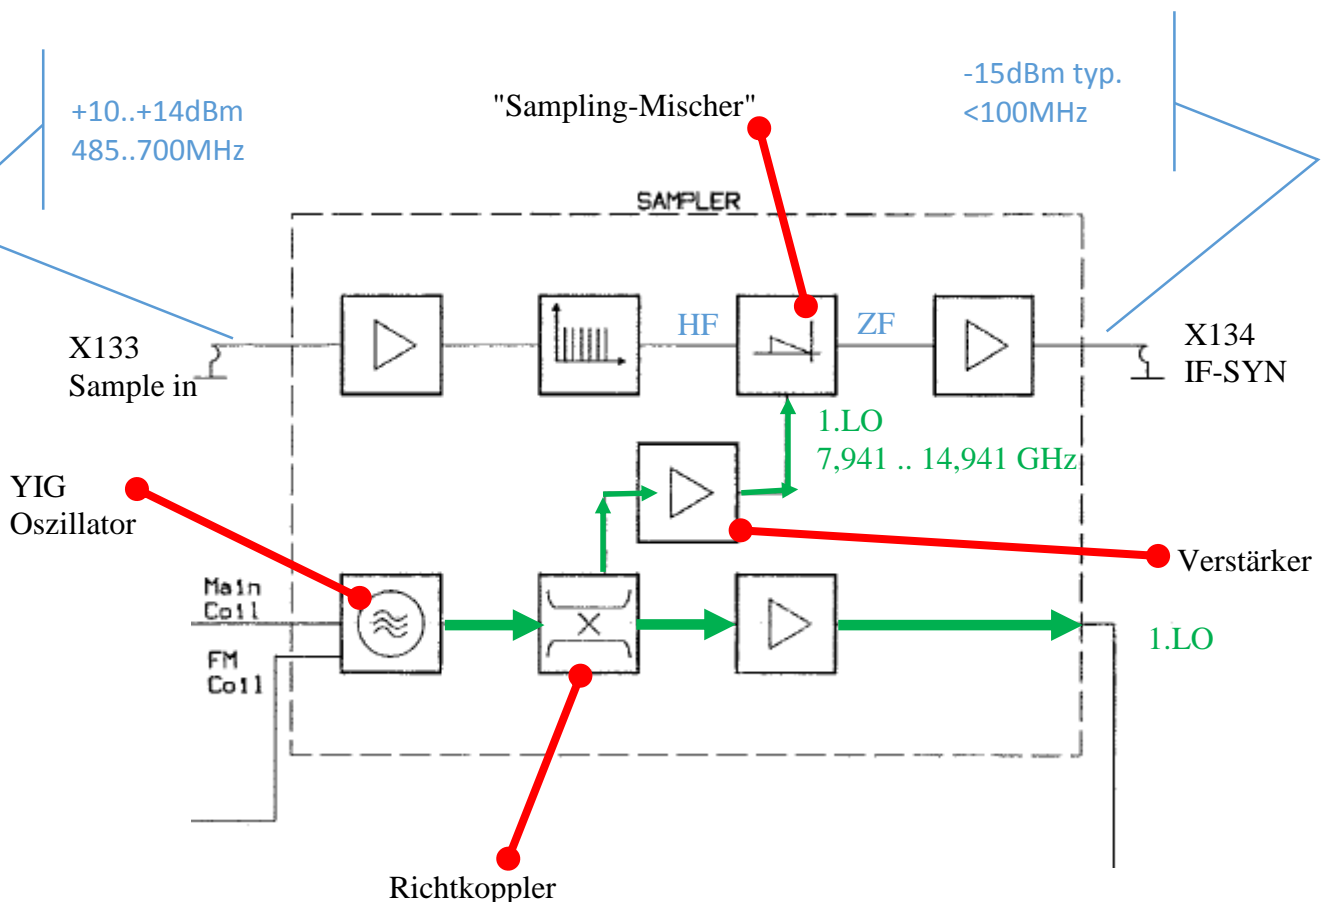 -15dBm typ.
<100MHz
+10..+14dBm
485..700MHz
"Sampling-Mischer"
SAMPLER
X133
Sample in
HF
ZF
X134
IF-SYN
1.LO
7,941 .. 14,941 GHz
YIG
Oszillator
Verstärker
Main
Coil
FM
Coil
1.LO
Richtkoppler